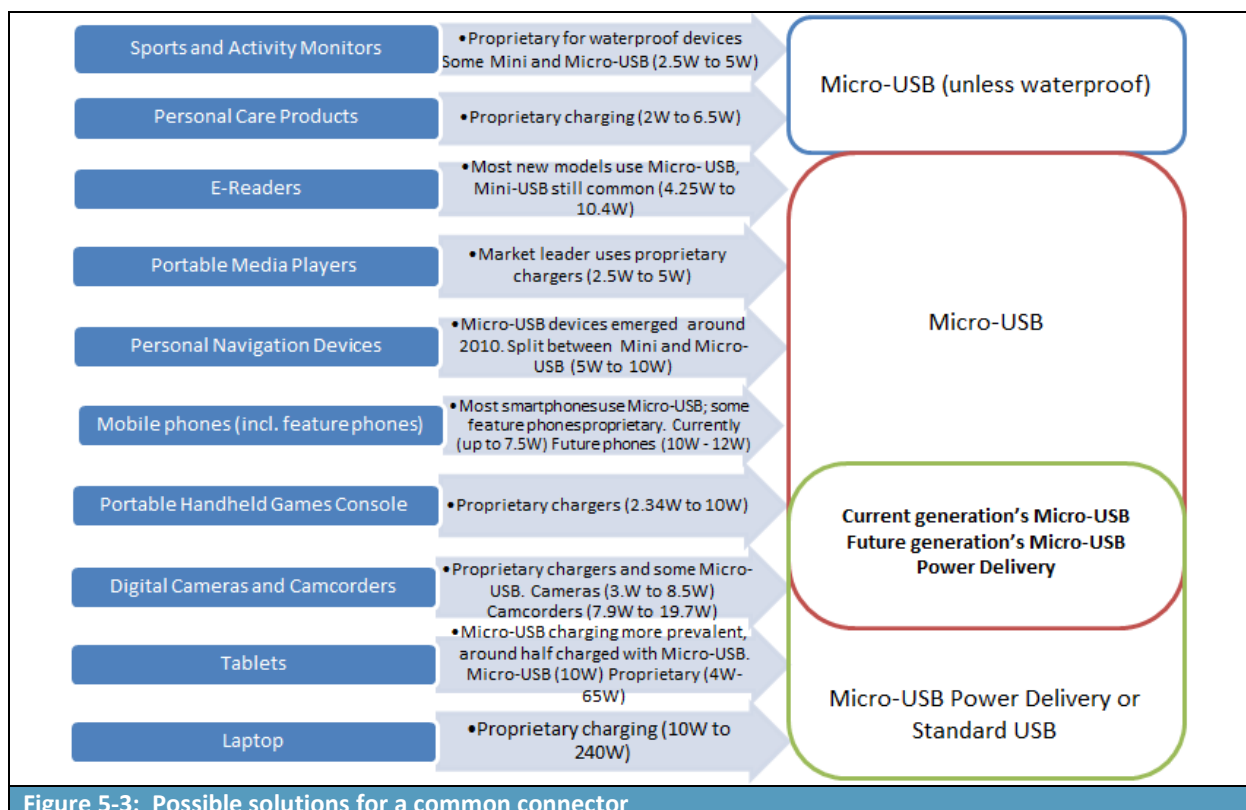 Sports and Activity Monitors
•Proprietary for waterproof devices
Some Mini and Micro-USB (2.5W to 5W)
Micro-USB (unless waterproof)
Personal Care Products
•Proprietary charging (2W to 6.5W)
E-Readers
•Most new models use Micro- USB,
Mini-USB still common (4.25W to
10.4W)
Portable Media Players
•Market leader uses proprietary
chargers (2.5W to 5W)
Micro-USB
Personal Navigation Devices
•Micro-USB devices emerged around
2010. Split between Mini and Micro-
USB (5W to 10W)
Mobile phones (incl. feature phones)
•Most smartphonesuse Micro-USB; some
feature phonesproprietary. Currently
(up to 7.5W) Future phones (10W - 12W)
Portable Handheld Games Console
•Proprietary chargers (2.34W to 10W)
Current generation's Micro-USB
Future generation's Micro-USB
Power Delivery
Digital Cameras and Camcorders
•Proprietary chargers and some Micro-
USB. Cameras (3.W to 8.5W)
Camcorders (7.9W to 19.7W)
Tablets
•Micro-USB charging more prevalent,
around half charged with Micro-USB.
Micro-USB (10W) Proprietary (4W-
65W)
Micro-USB Power Delivery or
Standard USB
Laptop
•Proprietary charging (10W to
240W)
Figure 5-3: Possible solutions for a common connector